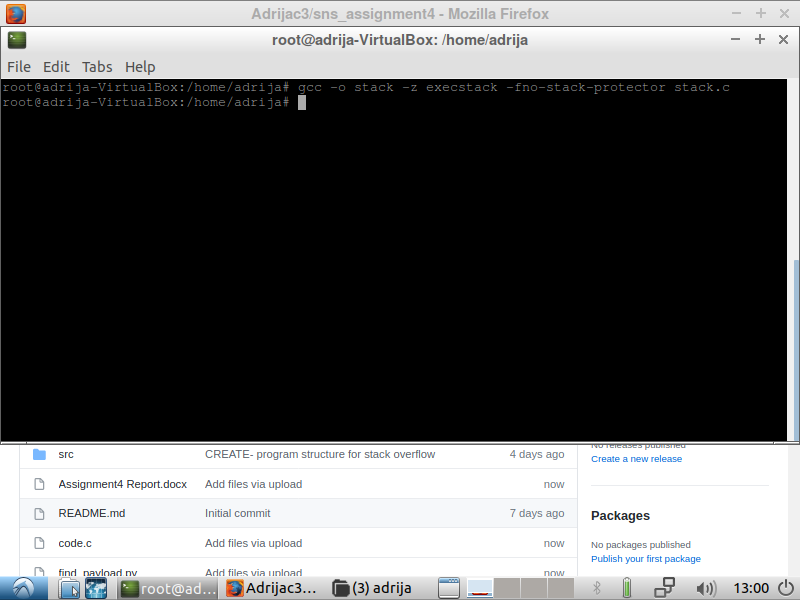 Adrijac3/sns_assignment4 - Mozilla Firefox
root@adrija-VirtualBox: /home/adrija
File Edit Tabs Help
root@adrija-VirtualBox:/home/adrija# gcc -o stack -z execstack -fno-stack-protector stack.c
root@adrija-VirtualBox:/home/adrija#
No releases published
src CREATE- program structure for stack overflow 4 days ago
Create a new release
Assignment4 Report.docx Add files via upload now
README.md Initial commit 7 days ago
Packages
code.c Add files via upload now
No packages published
Publish your first package
find_payload.py Add files via upload now
root@ad... Adrijac3... (3) adrija 13:00